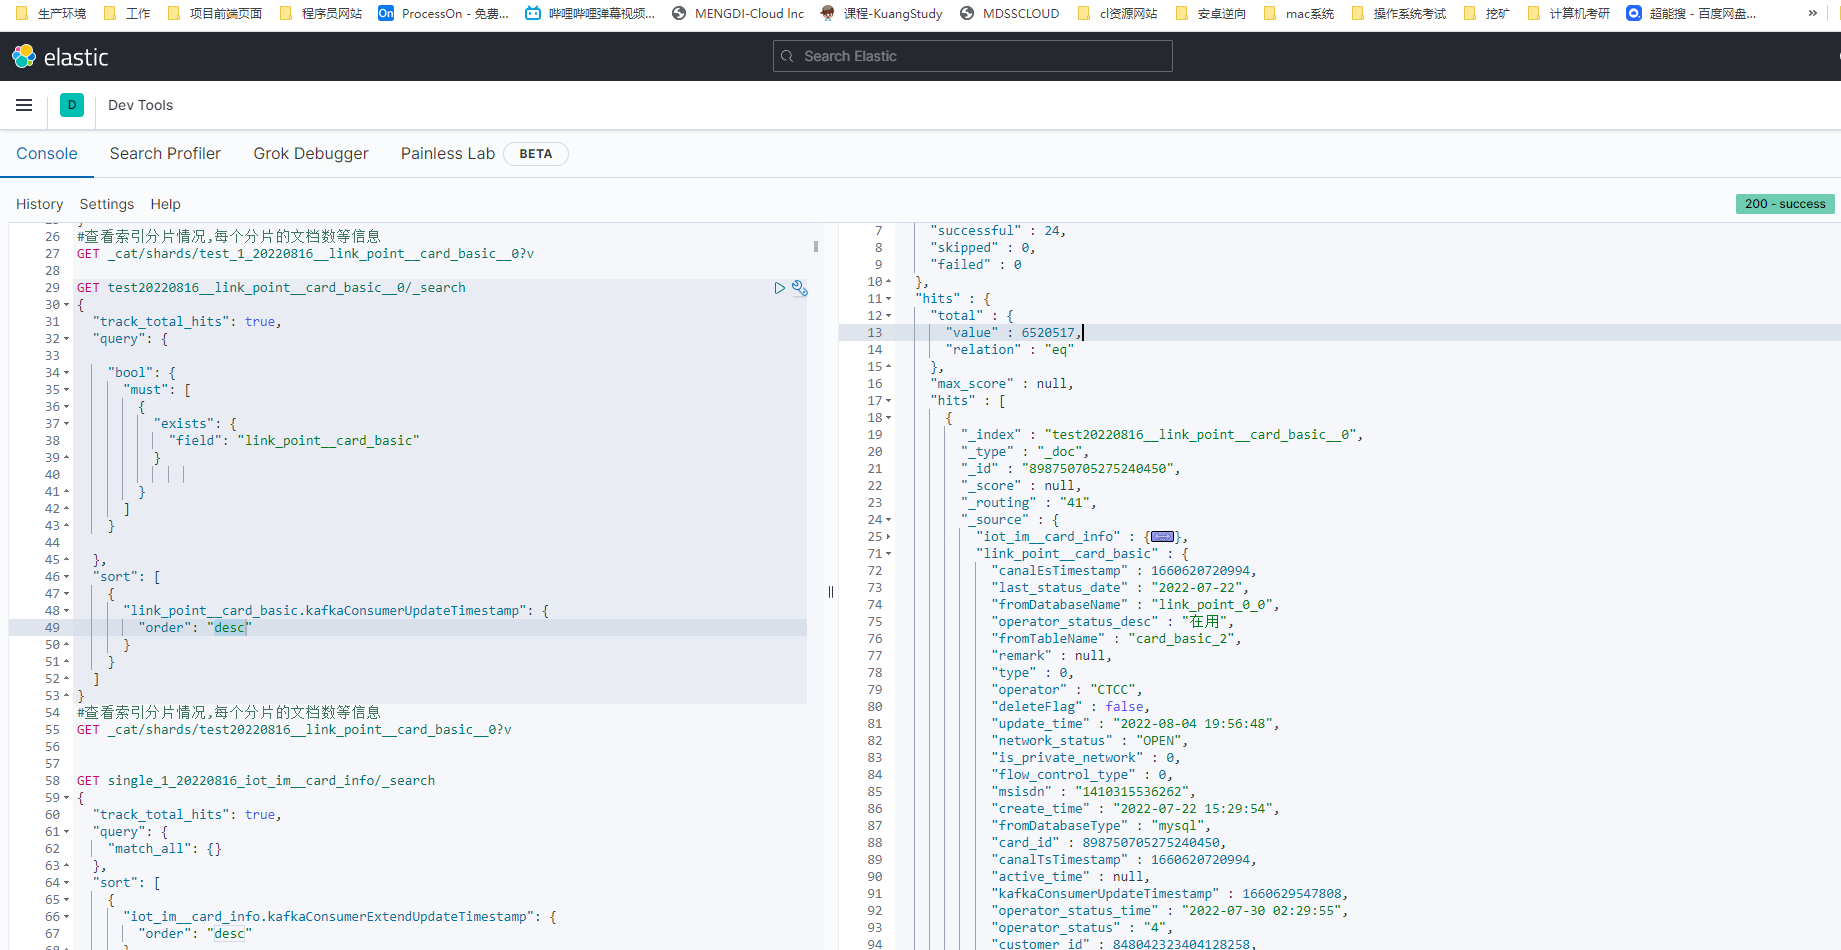 生产环境 工作 项目前端页面 程序员网站 On ProcessOn - 免费... 哔哩哔哩弹幕视频... MENGDI-Cloud Inc 课程-KuangStudy MDSSCLOUD cl资源网站 安卓逆向 mac系统 操作系统考试 挖矿 计算机考研 超能搜 - 百度网盘... »
elastic Search Elastic
D Dev Tools
Console Search Profiler Grok Debugger Painless Lab BETA
History Settings Help 200 - success
26 #查看索引分片情况,每个分片的文档数等信息
27 GET _cat/shards/test_1_20220816__link_point__card_basic__0?v
28
29 GET test20220816__link_point__card_basic__0/_search
30 {
31 "track_total_hits": true,
32 "query": {
33
34 "bool": {
35 "must": [
36 {
37 "exists": {
38 "field": "link_point__card_basic"
39 }
40
41 }
42 ]
43 }
44
45 },
46 "sort": [
47 {
48 "link_point__card_basic.kafkaConsumerUpdateTimestamp": {
49 "order": "desc"
50 }
51 }
52 ]
53 }
54 #查看索引分片情况,每个分片的文档数等信息
55 GET _cat/shards/test20220816__link_point__card_basic__0?v
56
57
58 GET single_1_20220816_iot_im__card_info/_search
59 {
60 "track_total_hits": true,
61 "query": {
62 "match_all": {}
63 },
64 "sort": [
65 {
66 "iot_im__card_info.kafkaConsumerExtendUpdateTimestamp": {
67 "order": "desc"
68 }
7 "successful" : 24,
8 "skipped" : 0,
9 "failed" : 0
10 },
11 "hits" : {
12 "total" : {
13 "value" : 6520517,
14 "relation" : "eq"
15 },
16 "max_score" : null,
17 "hits" : [
18 {
19 "_index" : "test20220816__link_point__card_basic__0",
20 "_type" : "_doc",
21 "_id" : "898750705275240450",
22 "_score" : null,
23 "_routing" : "41",
24 "_source" : {
25 "iot_im__card_info" : {},
71 "link_point__card_basic" : {
72 "canalEsTimestamp" : 1660620720994,
73 "last_status_date" : "2022-07-22",
74 "fromDatabaseName" : "link_point_0_0",
75 "operator_status_desc" : "在用",
76 "fromTableName" : "card_basic_2",
77 "remark" : null,
78 "type" : 0,
79 "operator" : "CTCC",
80 "deleteFlag" : false,
81 "update_time" : "2022-08-04 19:56:48",
82 "network_status" : "OPEN",
83 "is_private_network" : 0,
84 "flow_control_type" : 0,
85 "msisdn" : "1410315536262",
86 "create_time" : "2022-07-22 15:29:54",
87 "fromDatabaseType" : "mysql",
88 "card_id" : 898750705275240450,
89 "canalTsTimestamp" : 1660620720994,
90 "active_time" : null,
91 "kafkaConsumerUpdateTimestamp" : 1660629547808,
92 "operator_status_time" : "2022-07-30 02:29:55",
93 "operator_status" : "4",
94 "customer_id" : 848042323404128258,